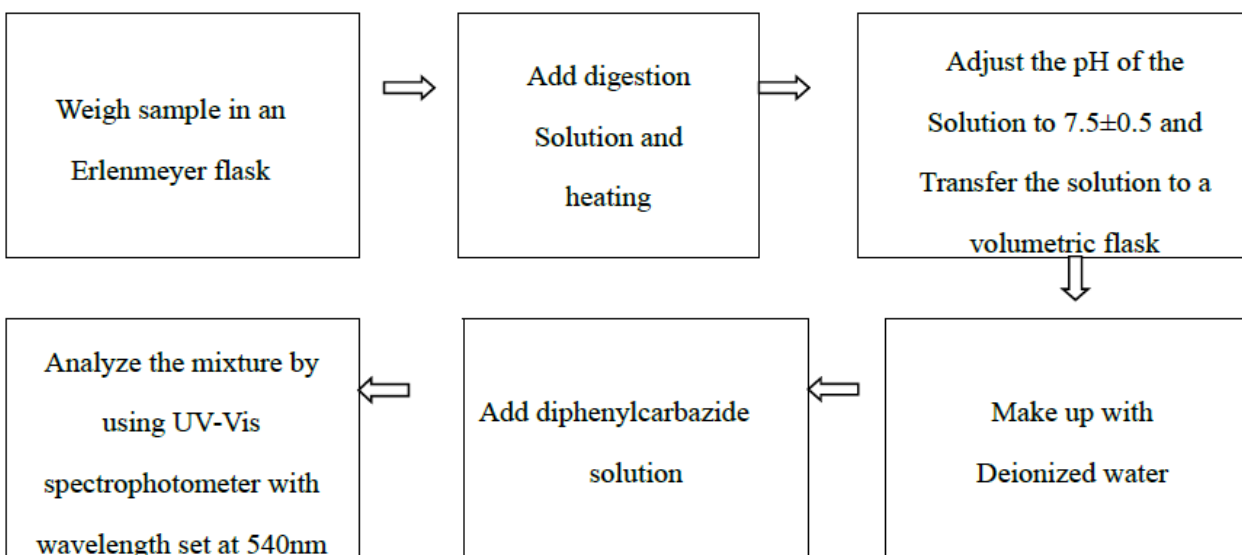 Weigh sample in an
Erlenmeyer flask
Add digestion
Solution and
heating
Adjust the pH of the
Solution to 7.5±0.5 and
Transfer the solution to a
volumetric flask
Make up with
Deionized water
Add diphenylcarbazide
solution
Analyze the mixture by
using UV-Vis
spectrophotometer with
wavelength set at 540nm